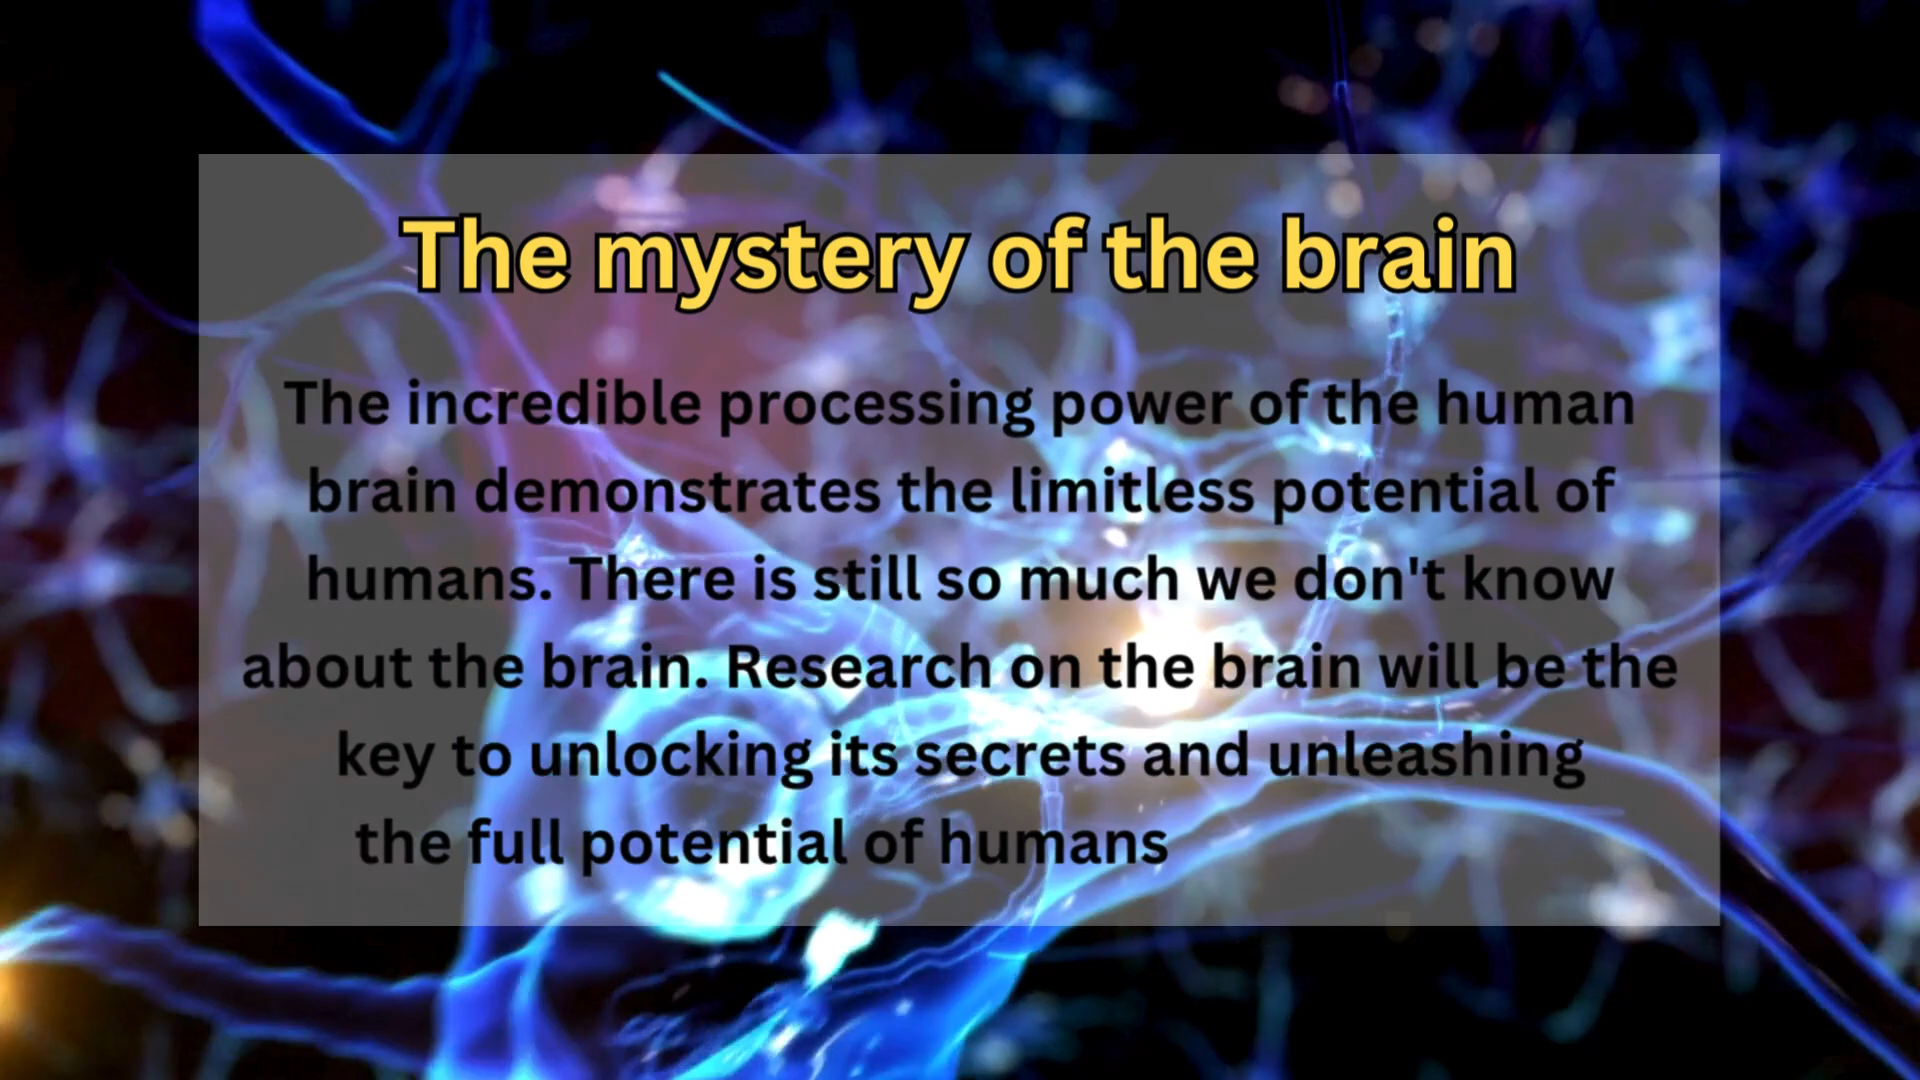 The mystery of the brain
The incredible processing power of the human
brain demonstrates the limitless potential of
humans. There is still so much we don't know
about the brain. Research on the brain will be the
key to unlocking its secrets and unleashing
the full potential of humans